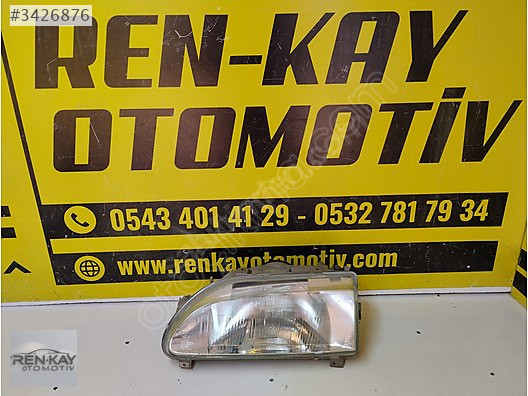 #3426876
REN-KAY
OTOMOTİV
0543 401 41 29 - 0532 781 79 34
www.renkayotomotiv.com
REN-KAY
OTOMOTİV